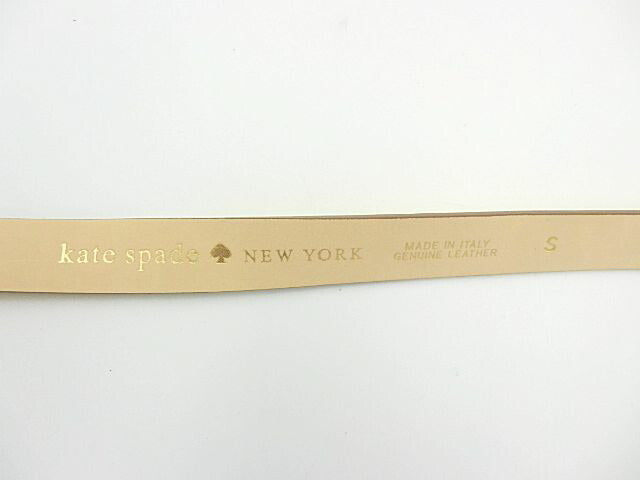 kate spade ♠ NEW YORK
MADE IN ITALY
GENUINE LEATHER
S